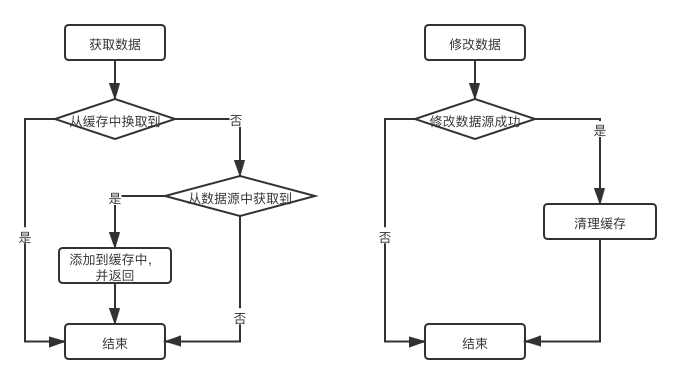 获取数据
从缓存中换取到
否
从数据源中获取到
是
是
添加到缓存中，
并返回
否
结束
修改数据
修改数据源成功
是
清理缓存
否
结束